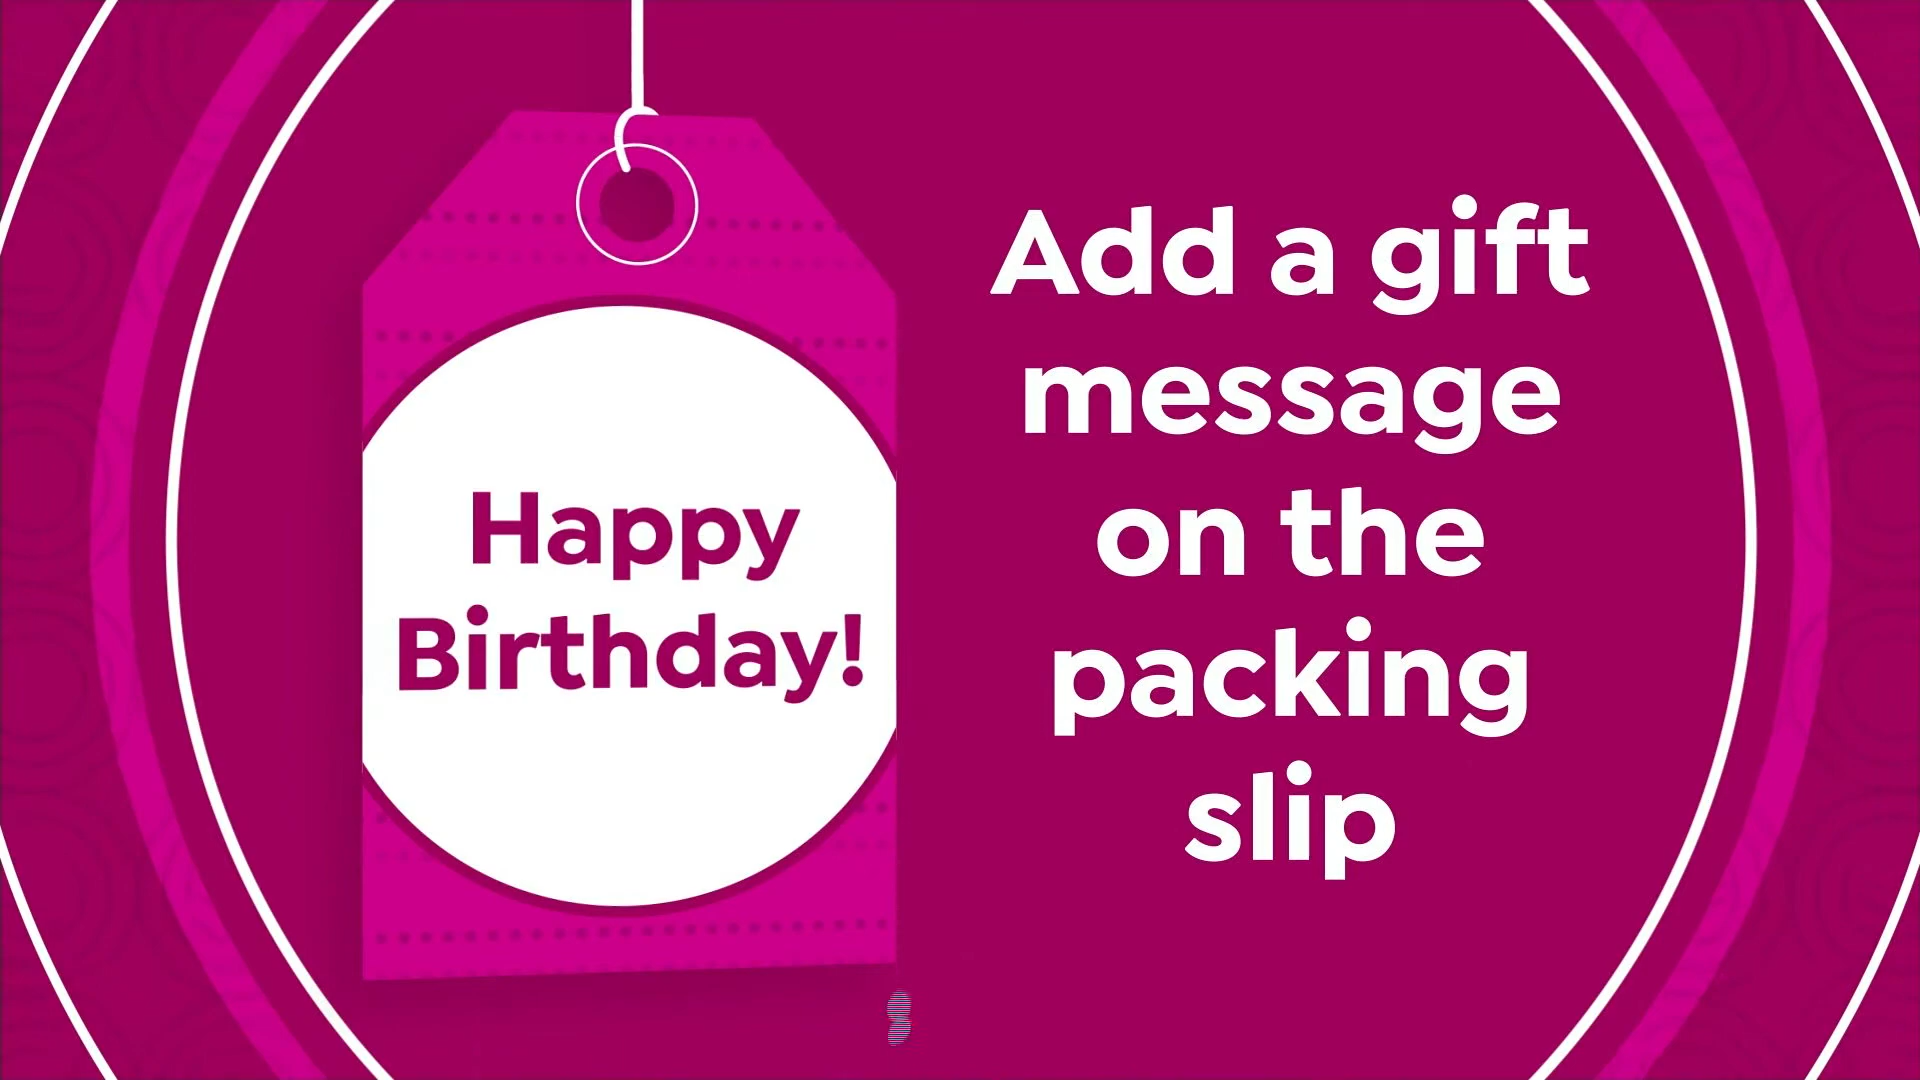 Happy
Birthday!
Add a gift
message
on the
packing
slip